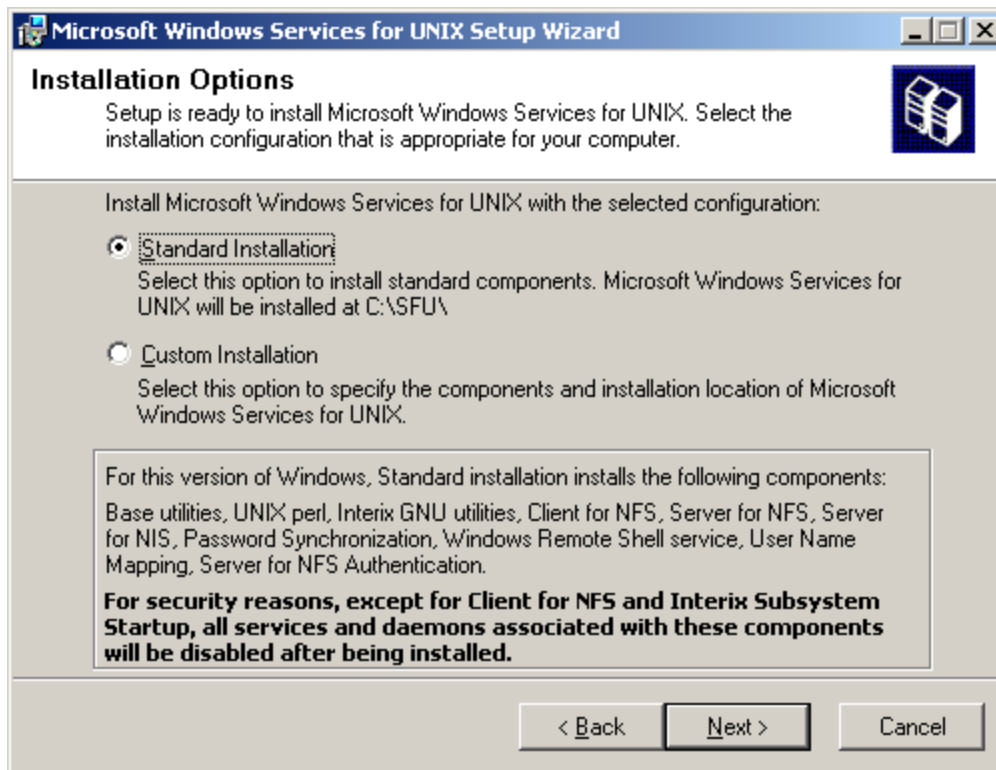 Microsoft Windows Services for UNIX Setup Wizard
Installation Options
Setup is ready to install Microsoft Windows Services for UNIX. Select the
installation configuration that is appropriate for your computer.
Install Microsoft Windows Services for UNIX with the selected configuration:
Standard Installation
Select this option to install standard components. Microsoft Windows Services for
UNIX will be installed at C:\SFU\
Custom Installation
Select this option to specify the components and installation location of Microsoft
Windows Services for UNIX.
For this version of Windows, Standard installation installs the following components:
Base utilities, UNIX perl, Interix GNU utilities, Client for NFS, Server for NFS, Server
for NIS, Password Synchronization, Windows Remote Shell service, User Name
Mapping, Server for NFS Authentication.
For security reasons, except for Client for NFS and Interix Subsystem
Startup, all services and daemons associated with these components
will be disabled after being installed.
< Back Next > Cancel